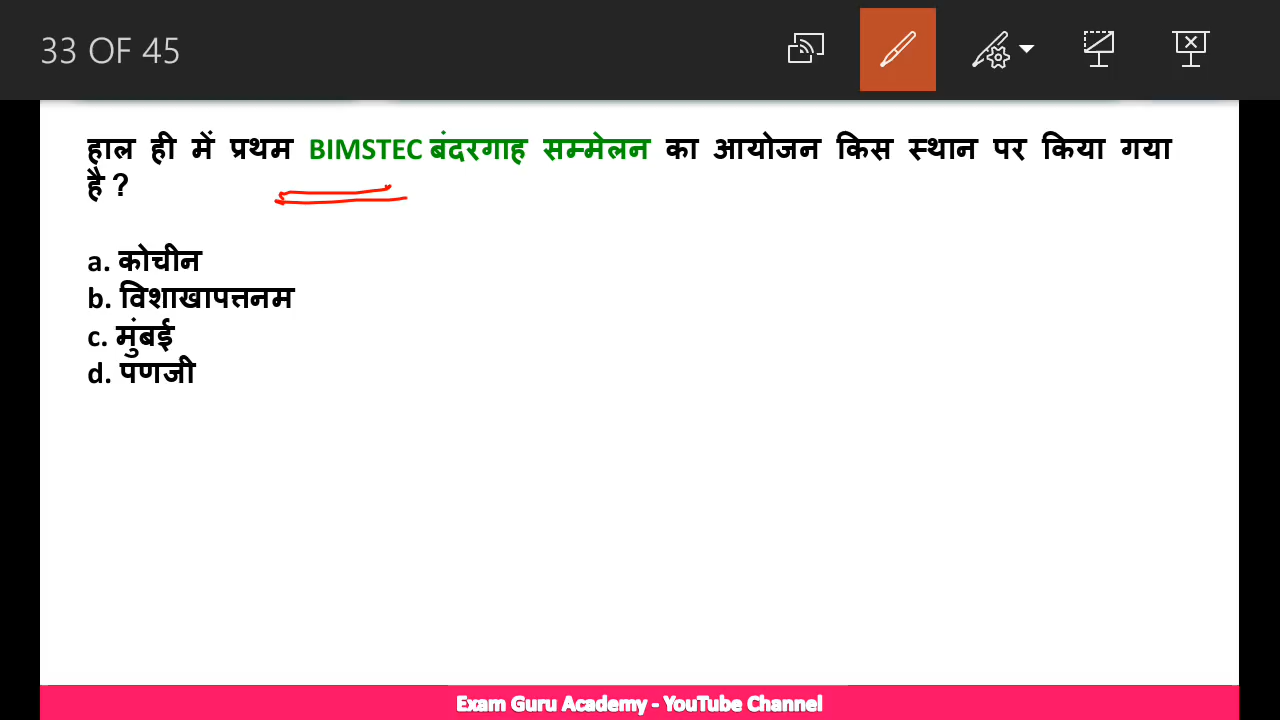 33 OF 45
हाल ही में प्रथम BIMSTEC बंदरगाह सम्मेलन का आयोजन किस स्थान पर किया गया
है ?
a. कोचीन
b. विशाखापत्तनम
c. मुंबई
d. पणजी
Exam Guru Academy - YouTube Channel